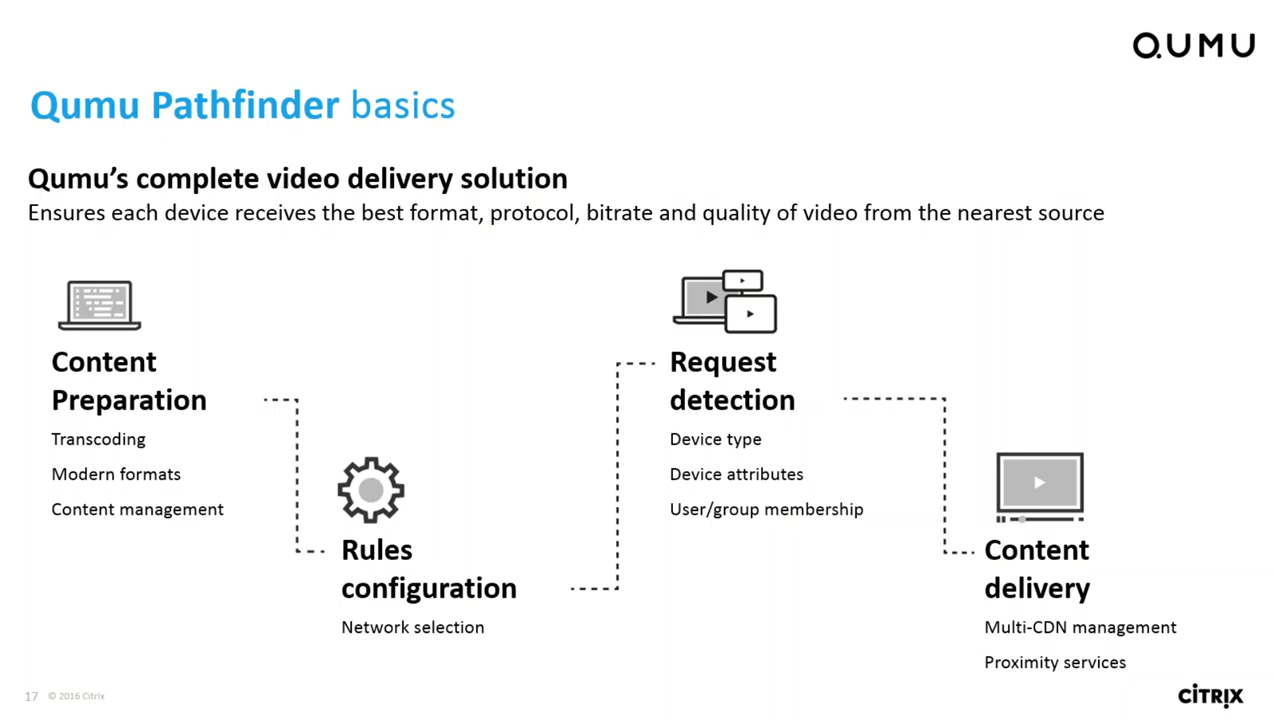 QUMU
Qumu Pathfinder basics
Qumu’s complete video delivery solution
Ensures each device receives the best format, protocol, bitrate and quality of video from the nearest source
Content
Preparation
Transcoding
Modern formats
Content management
Rules
configuration
Network selection
Request
detection
Device type
Device attributes
User/group membership
Content
delivery
Multi-CDN management
Proximity services
17 © 2016 Citrix
CITRIX